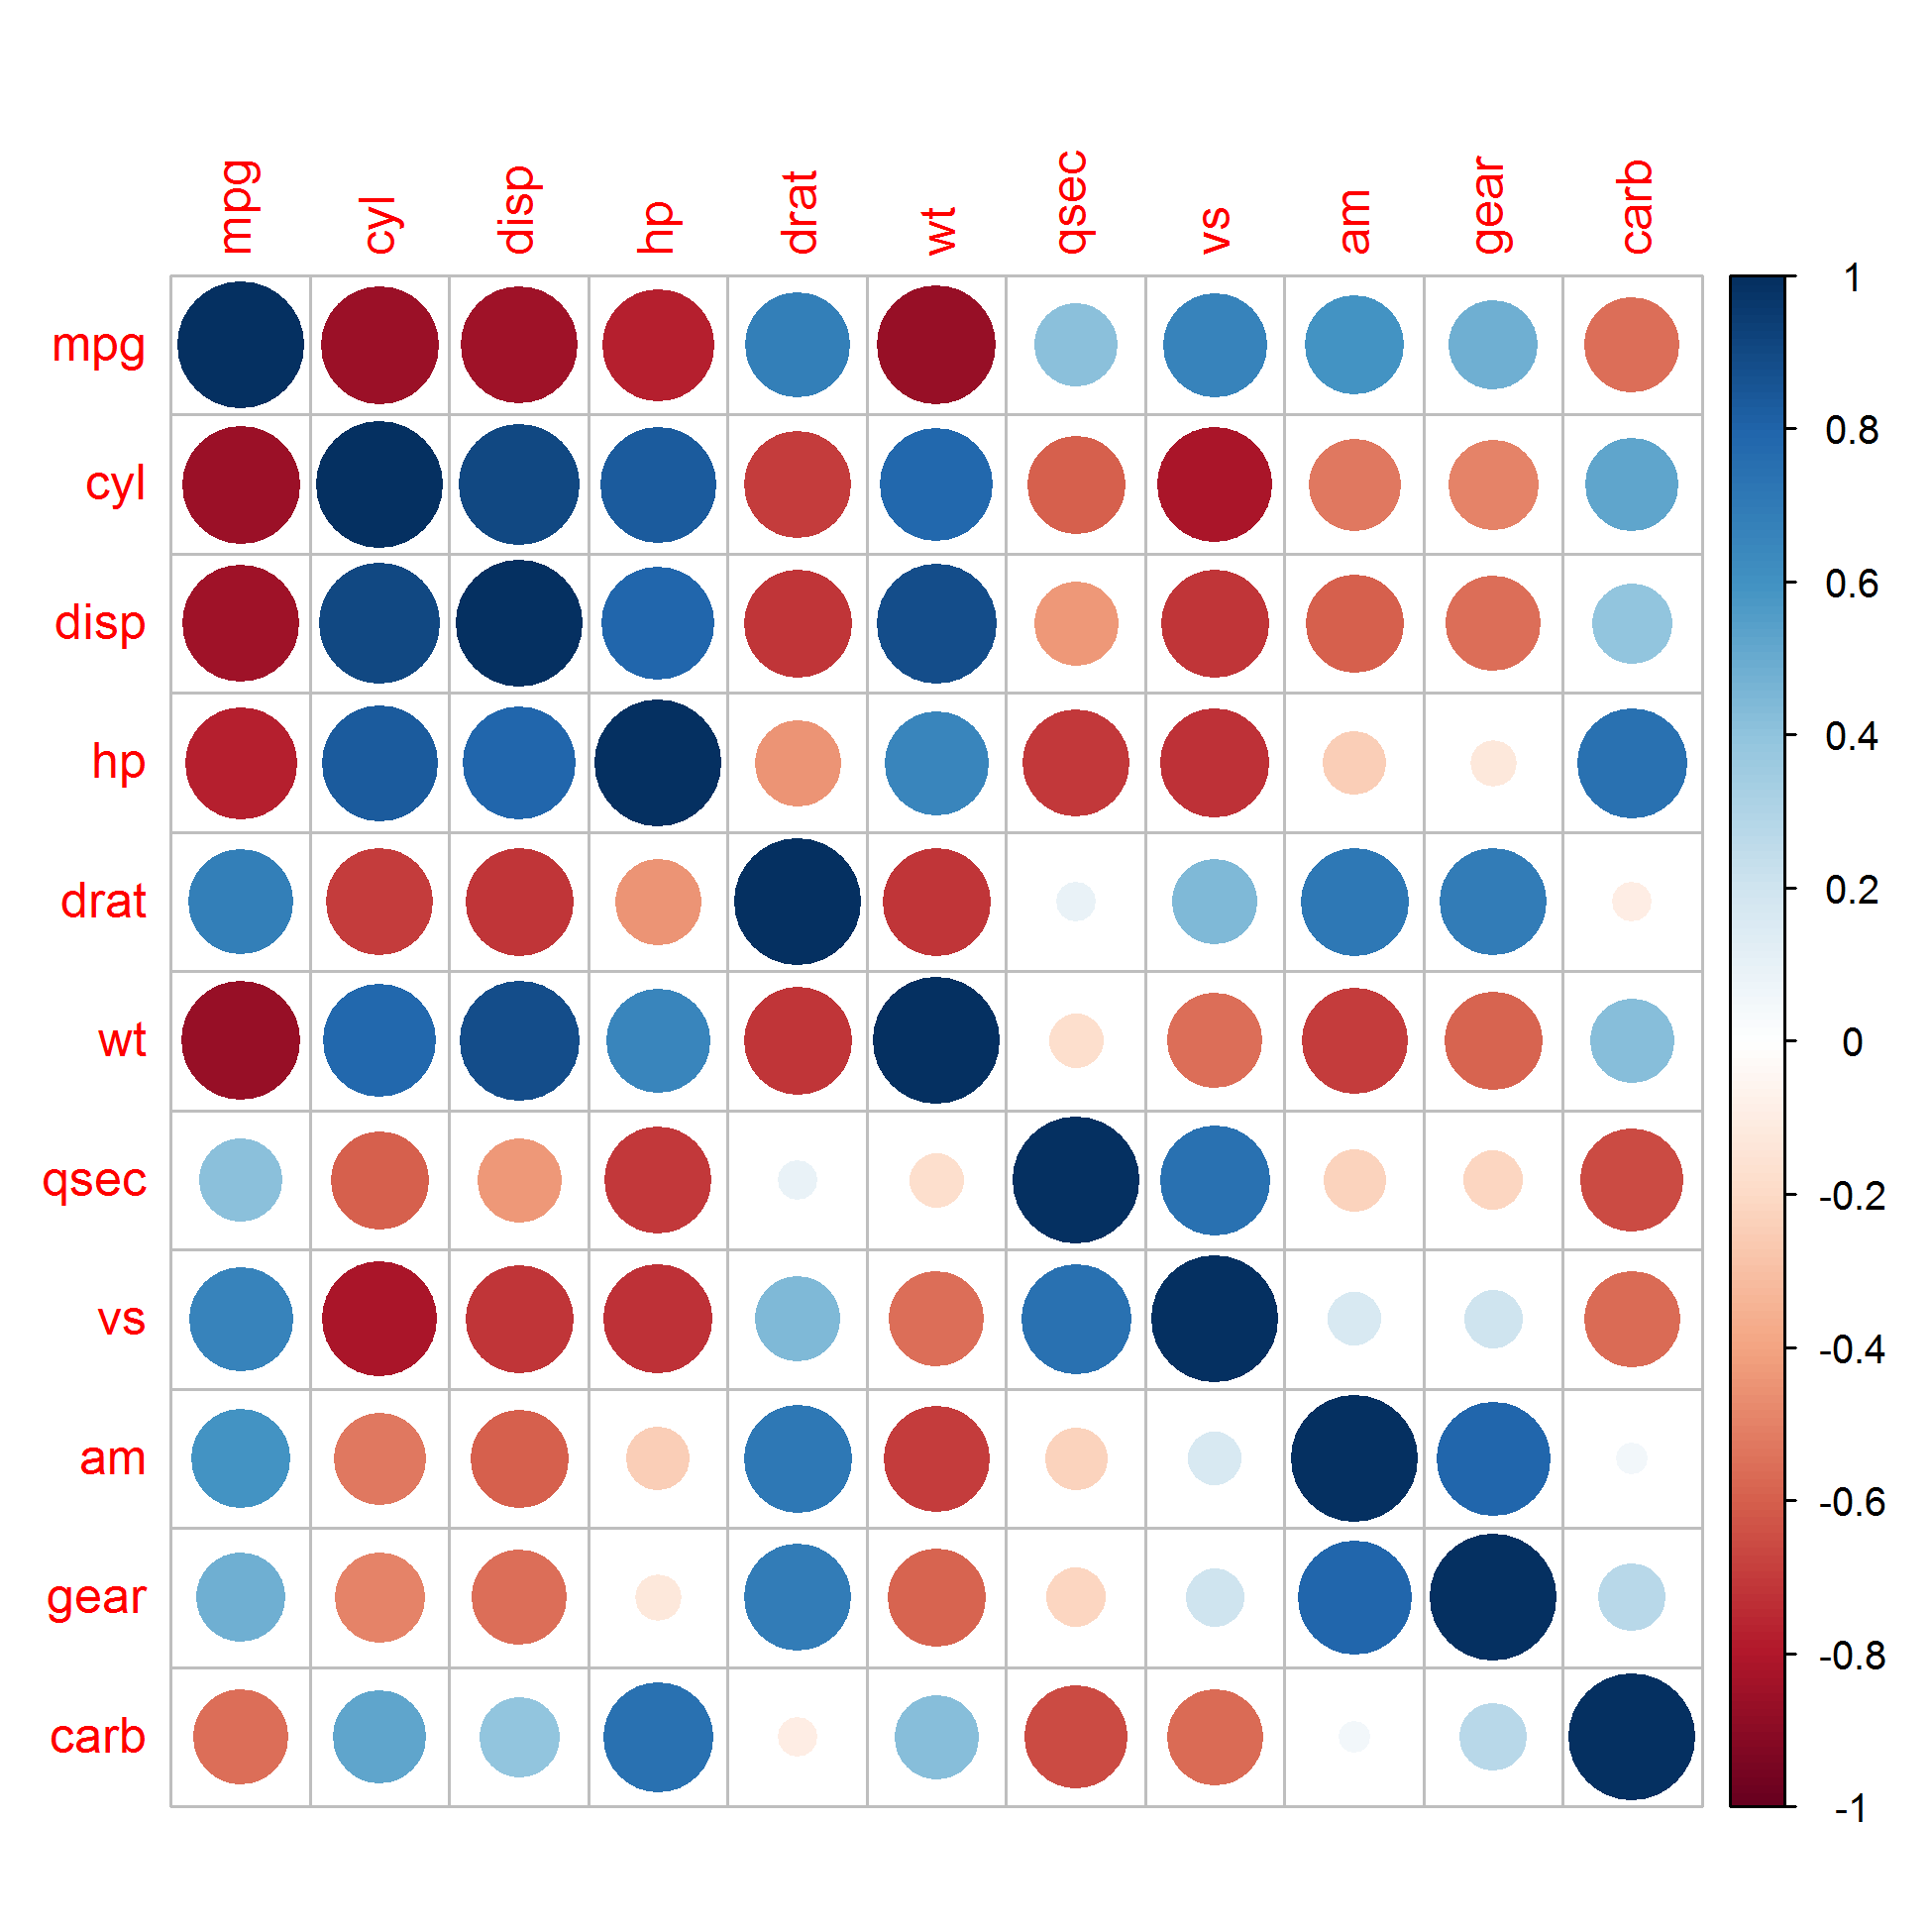 mpg cyl disp hp drat wt qsec vs am gear carb
mpg
cyl
disp
hp
drat
wt
qsec
vs
am
gear
carb
1
0.8
0.6
0.4
0.2
0
-0.2
-0.4
-0.6
-0.8
-1